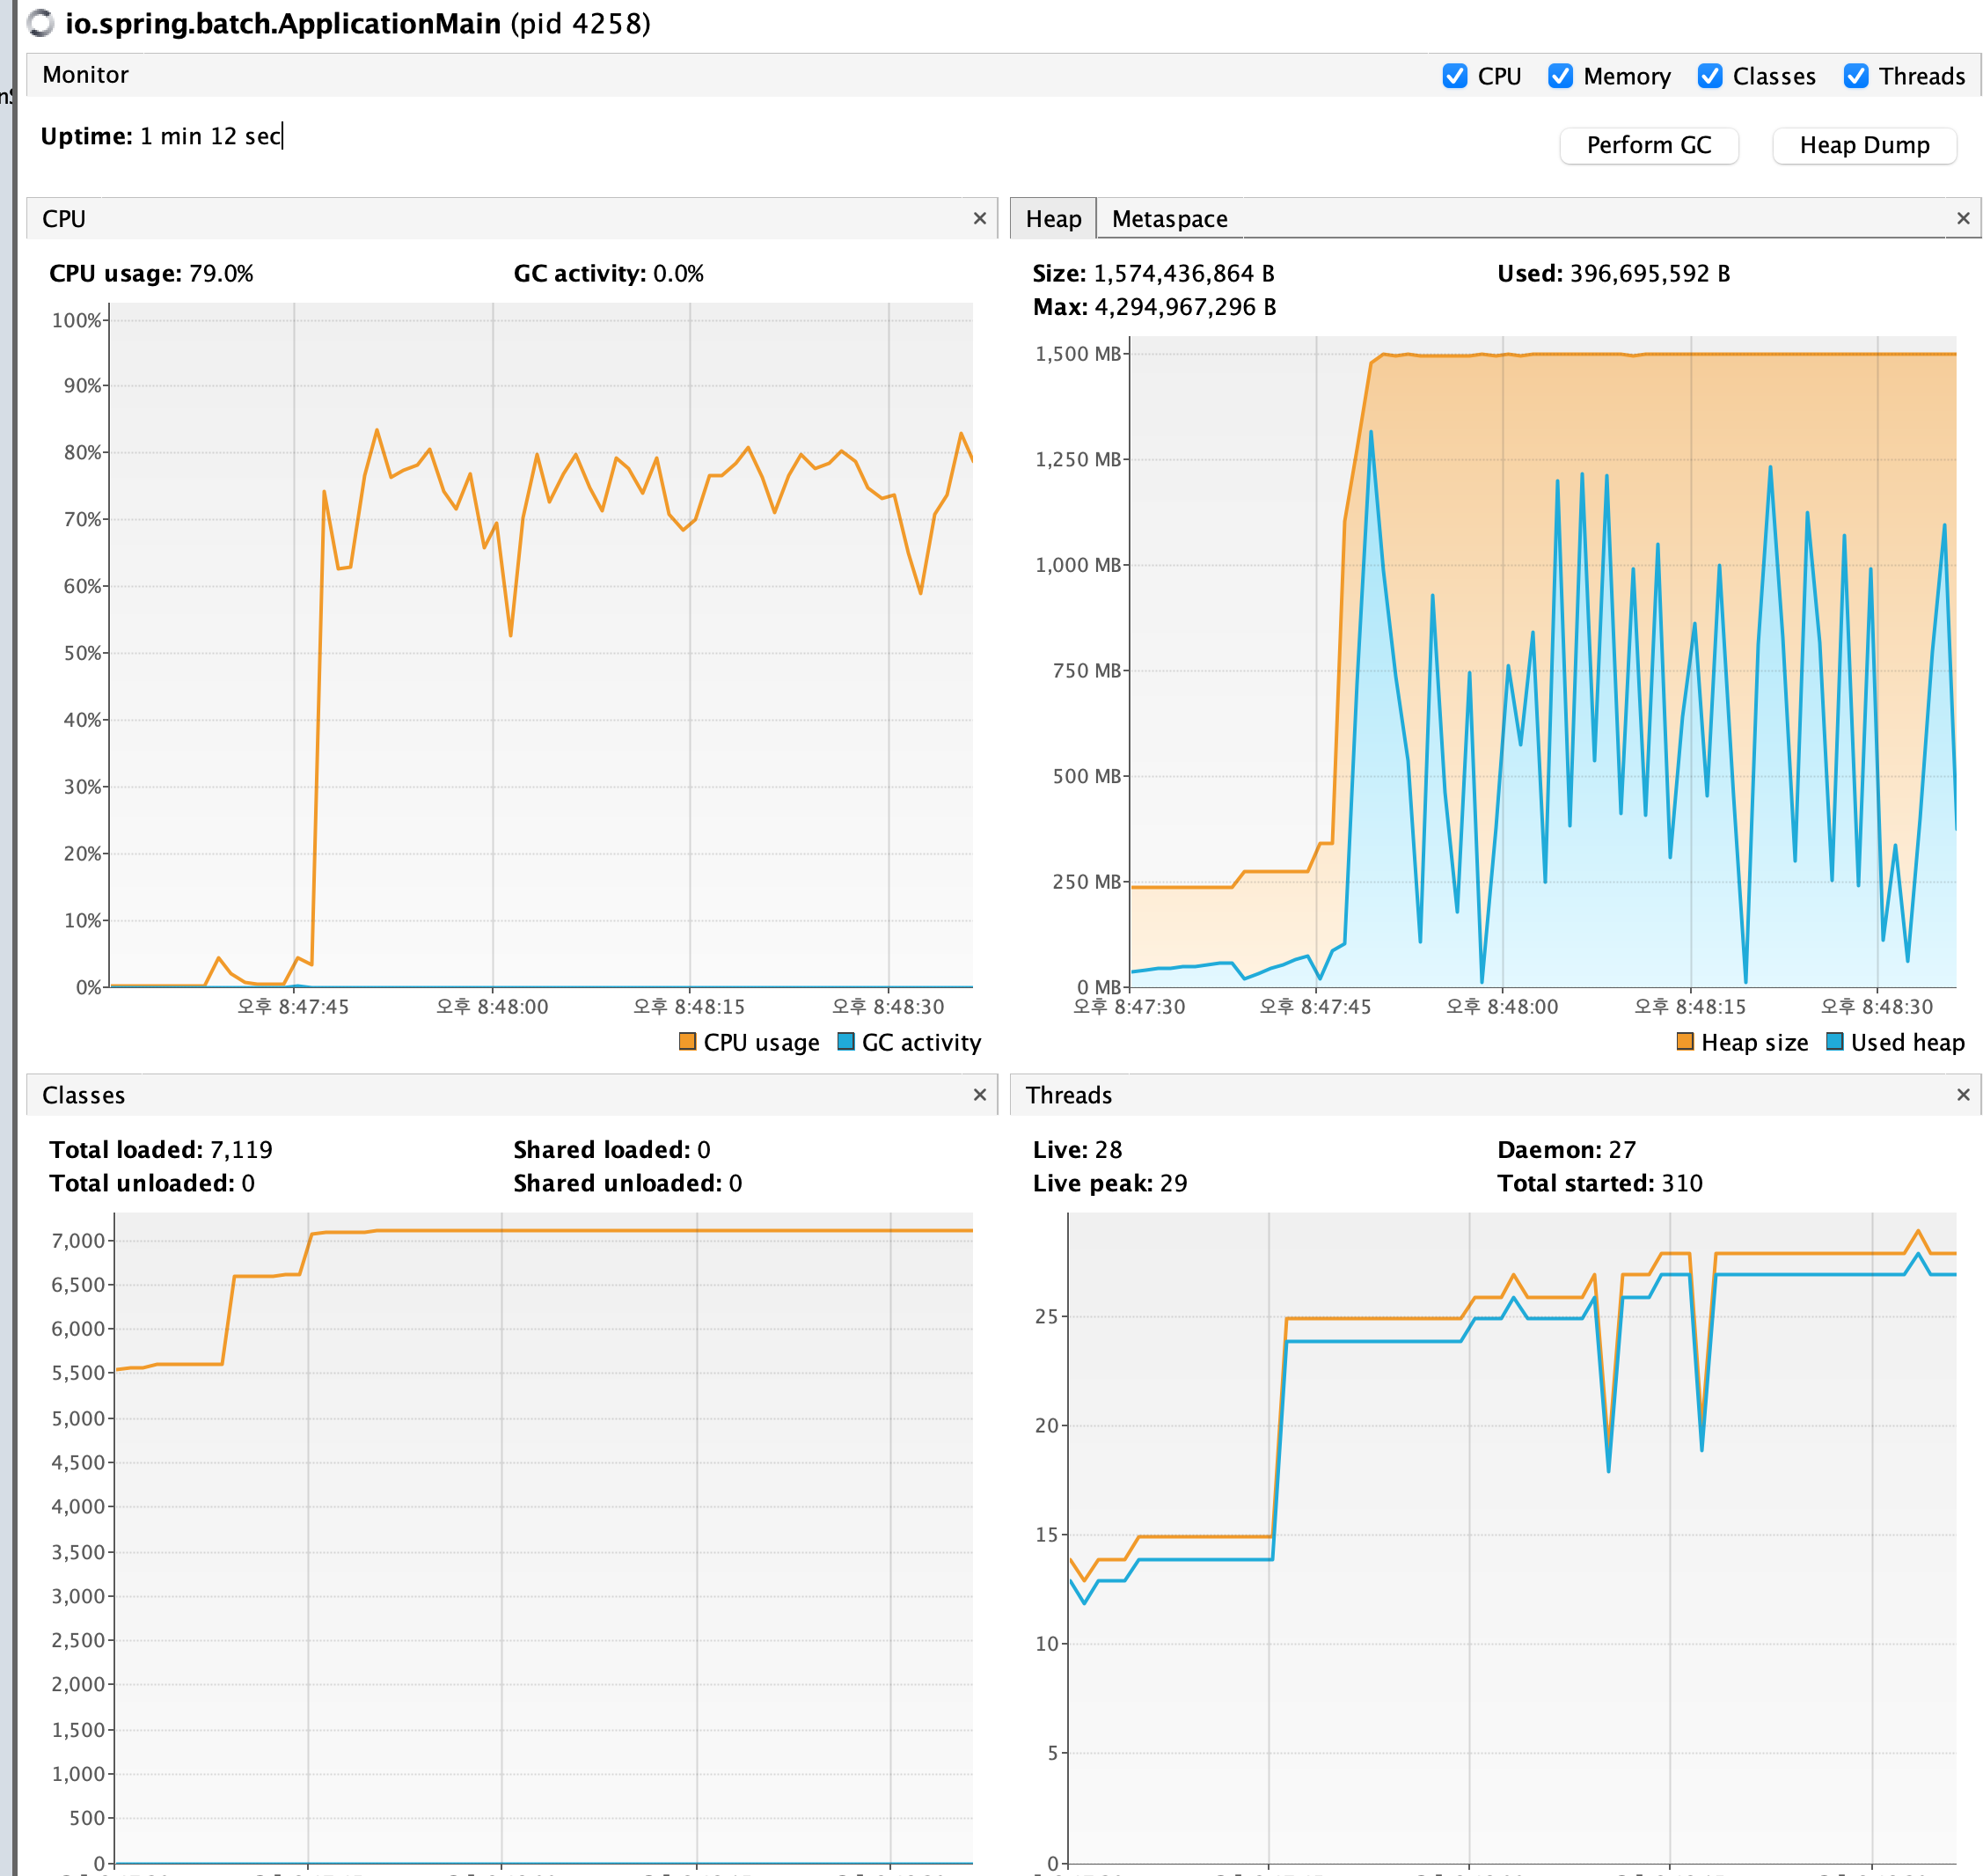 io.spring.batch.ApplicationMain (pid 4258)
Monitor
CPU Memory Classes Threads
Uptime: 1 min 12 sec
Perform GC Heap Dump
CPU ×
CPU usage: 79.0% GC activity: 0.0%
100%
90%
80%
70%
60%
50%
40%
30%
20%
10%
0%
오후 8:47:45 오후 8:48:00 오후 8:48:15 오후 8:48:30
CPU usage GC activity
Heap Metaspace ×
Size: 1,574,436,864 B Used: 396,695,592 B
Max: 4,294,967,296 B
1,500 MB
1,250 MB
1,000 MB
750 MB
500 MB
250 MB
0 MB
오후 8:47:30 오후 8:47:45 오후 8:48:00 오후 8:48:15 오후 8:48:30
Heap size Used heap
Classes ×
Total loaded: 7,119 Shared loaded: 0
Total unloaded: 0 Shared unloaded: 0
7,000
6,500
6,000
5,500
5,000
4,500
4,000
3,500
3,000
2,500
2,000
1,500
1,000
500
0
Threads ×
Live: 28 Daemon: 27
Live peak: 29 Total started: 310
25
20
15
10
5
0